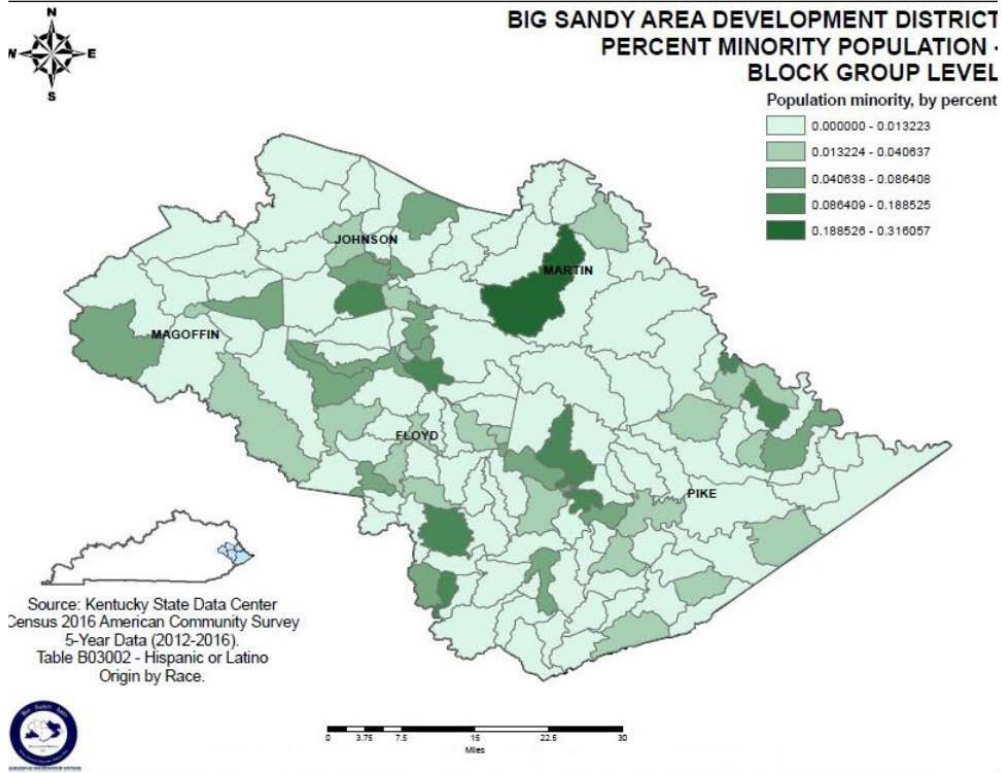 N
W
E
S
BIG SANDY AREA DEVELOPMENT DISTRICT
PERCENT MINORITY POPULATION -
BLOCK GROUP LEVEL
Population minority, by percent
0.000000 - 0.013223
0.013224 - 0.040637
0.040638 - 0.086408
0.086409 - 0.188525
0.188526 - 0.316057
JOHNSON
MARTIN
MAGOFFIN
FLOYD
PIKE
Source: Kentucky State Data Center
Census 2016 American Community Survey
5-Year Data (2012-2016).
Table B03002 - Hispanic or Latino
Origin by Race.
0 3.75 7.5 15 22.5 30
Miles